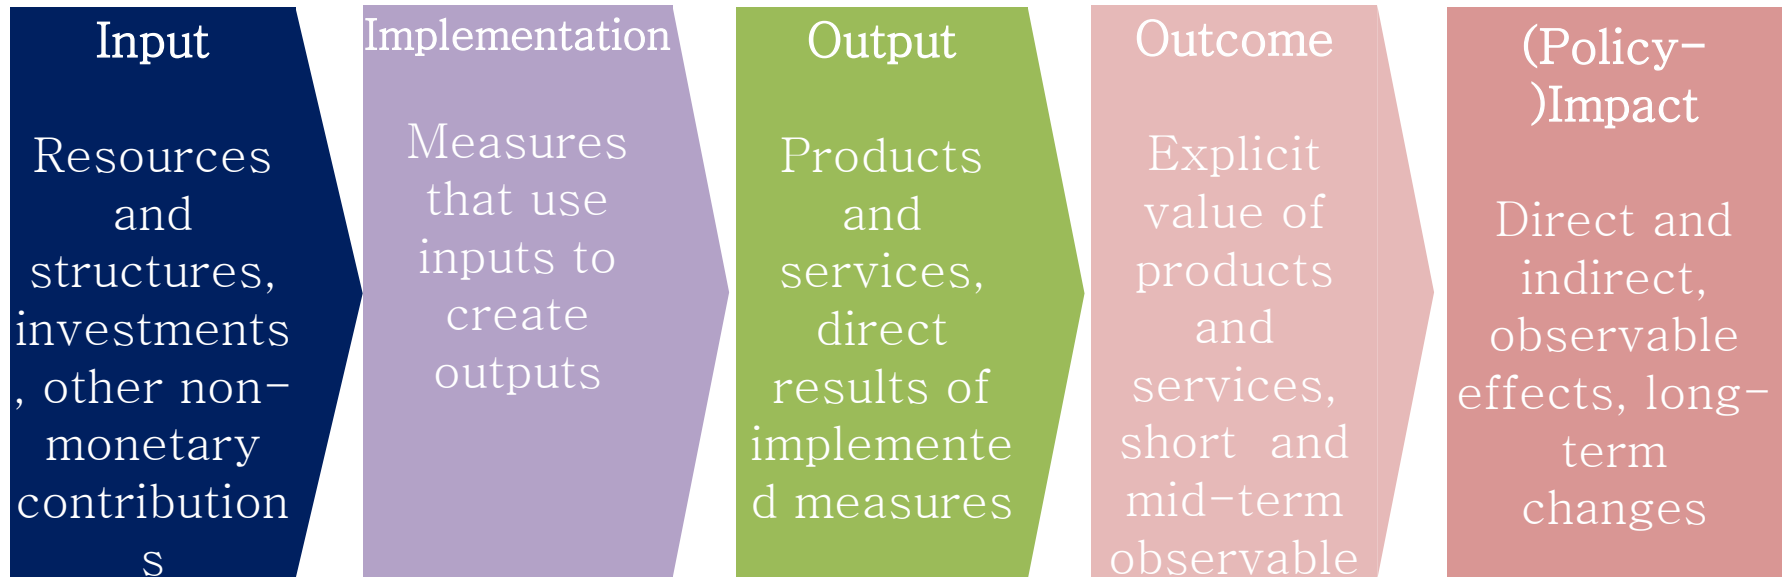 Input
Resources
and
structures,
investments
, other non-
monetary
contribution
s
Implementation
Measures
that use
inputs to
create
outputs
Output
Products
and
services,
direct
results of
implemente
d measures
Outcome
Explicit
value of
products
and
services,
short  and
mid-term
observable
(Policy-
)Impact
Direct and
indirect,
observable
effects, long-
term
changes